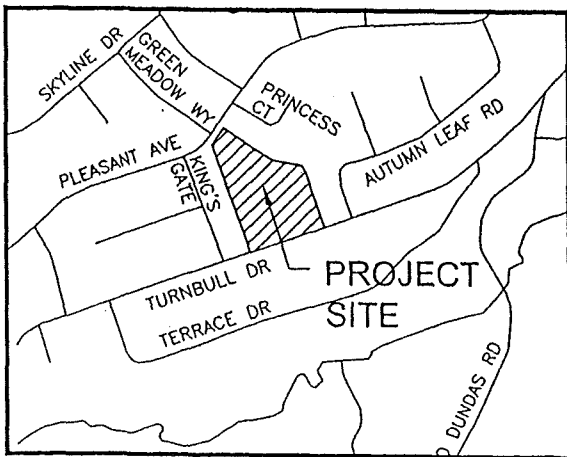 SKYLINE DR
GREEN
MEADOW WY
PRINCESS
CT
PLEASANT AVE
KING'S
GATE
AUTUMN LEAF RD
TURNBULL DR
TERRACE DR
PROJECT
SITE
DUNDAS RD